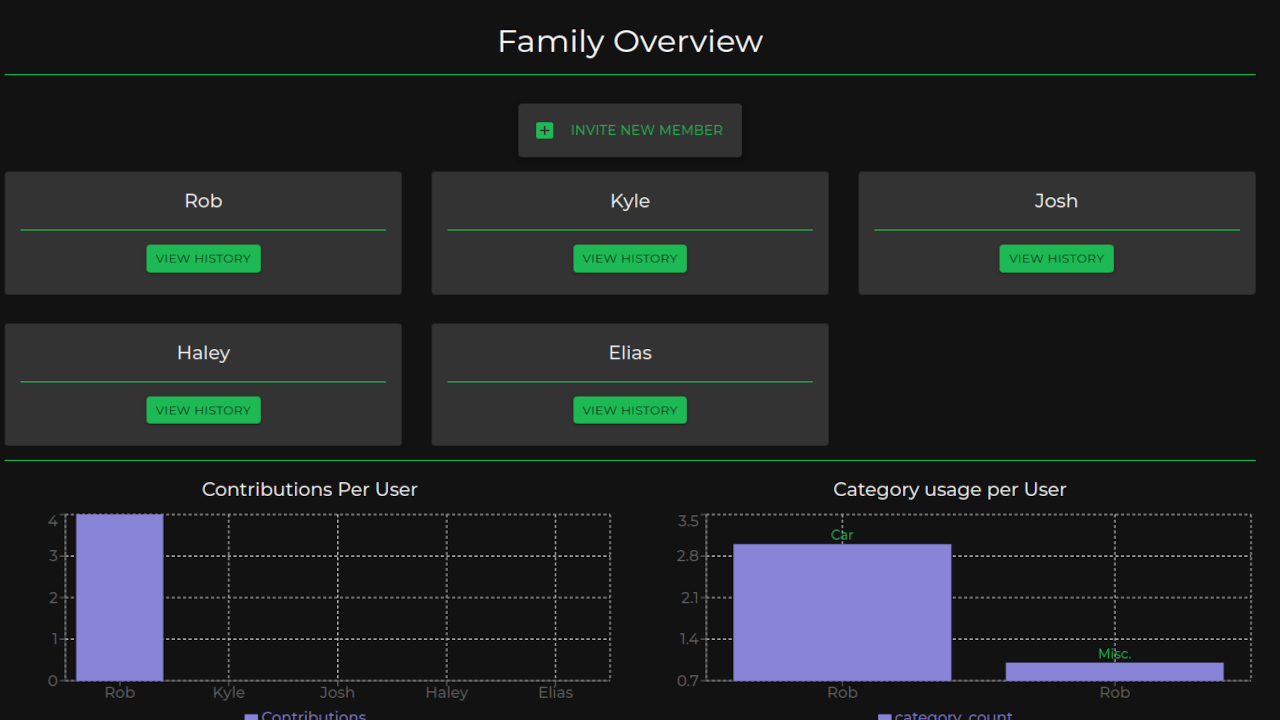 Family Overview
INVITE NEW MEMBER
Rob
Kyle
Josh
VIEW HISTORY
VIEW HISTORY
VIEW HISTORY
Haley
Elias
VIEW HISTORY
VIEW HISTORY
Contributions Per User
4
3
2
1
0
Rob Kyle Josh Haley Elias
Contributions
Category usage per User
3.5
2.8
2.1
1.4
0.7
Car
Misc.
Rob Rob
category_count